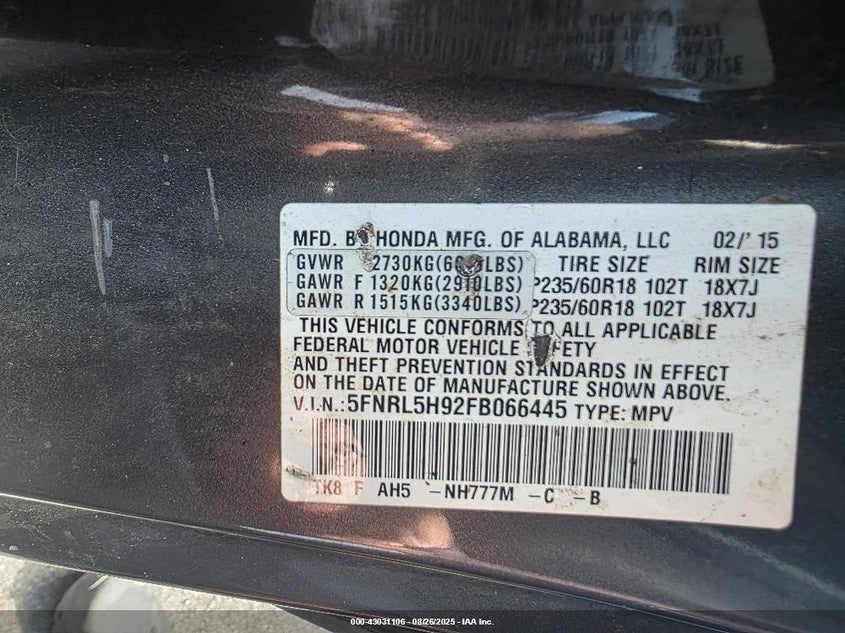 MFD. BY HONDA MFG. OF ALABAMA, LLC 02/' 15
GVWR 2730KG( LBS) TIRE SIZE RIM SIZE
GAWR F 1320KG(2910LBS) P235/60R18 102T 18X7J
GAWR R 1515KG(3340LBS) P235/60R18 102T 18X7J
THIS VEHICLE CONFORMS TO ALL APPLICABLE
FEDERAL MOTOR VEHICLE SAFETY
AND THEFT PREVENTION STANDARDS IN EFFECT
ON THE DATE OF MANUFACTURE SHOWN ABOVE.
V.I.N.:5FNRL5H92FB066445 TYPE: MPV
TK8 F AH5 -NH777M -C -B
000-43031106 - 08/26/2025 - IAA Inc.